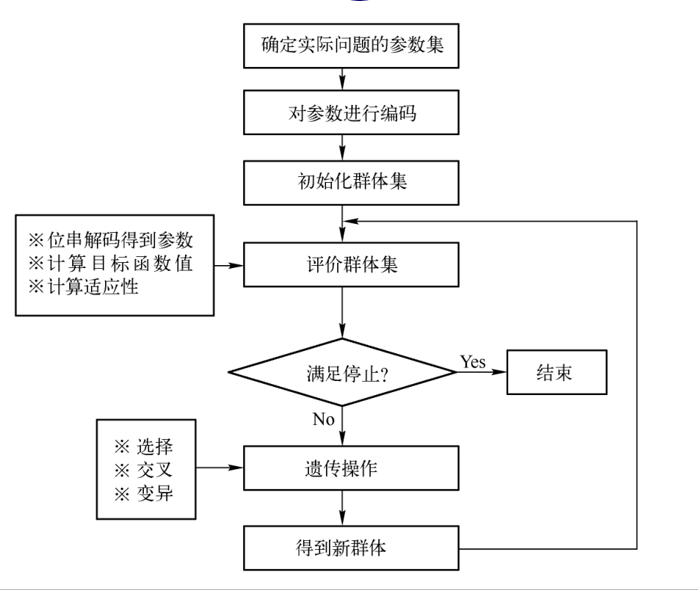 确定实际问题的参数集
对参数进行编码
初始化群体集
※位串解码得到参数
※计算目标函数值
※计算适应性
评价群体集
满足停止?
Yes
结束
No
※ 选择
※ 交叉
※ 变异
遗传操作
得到新群体